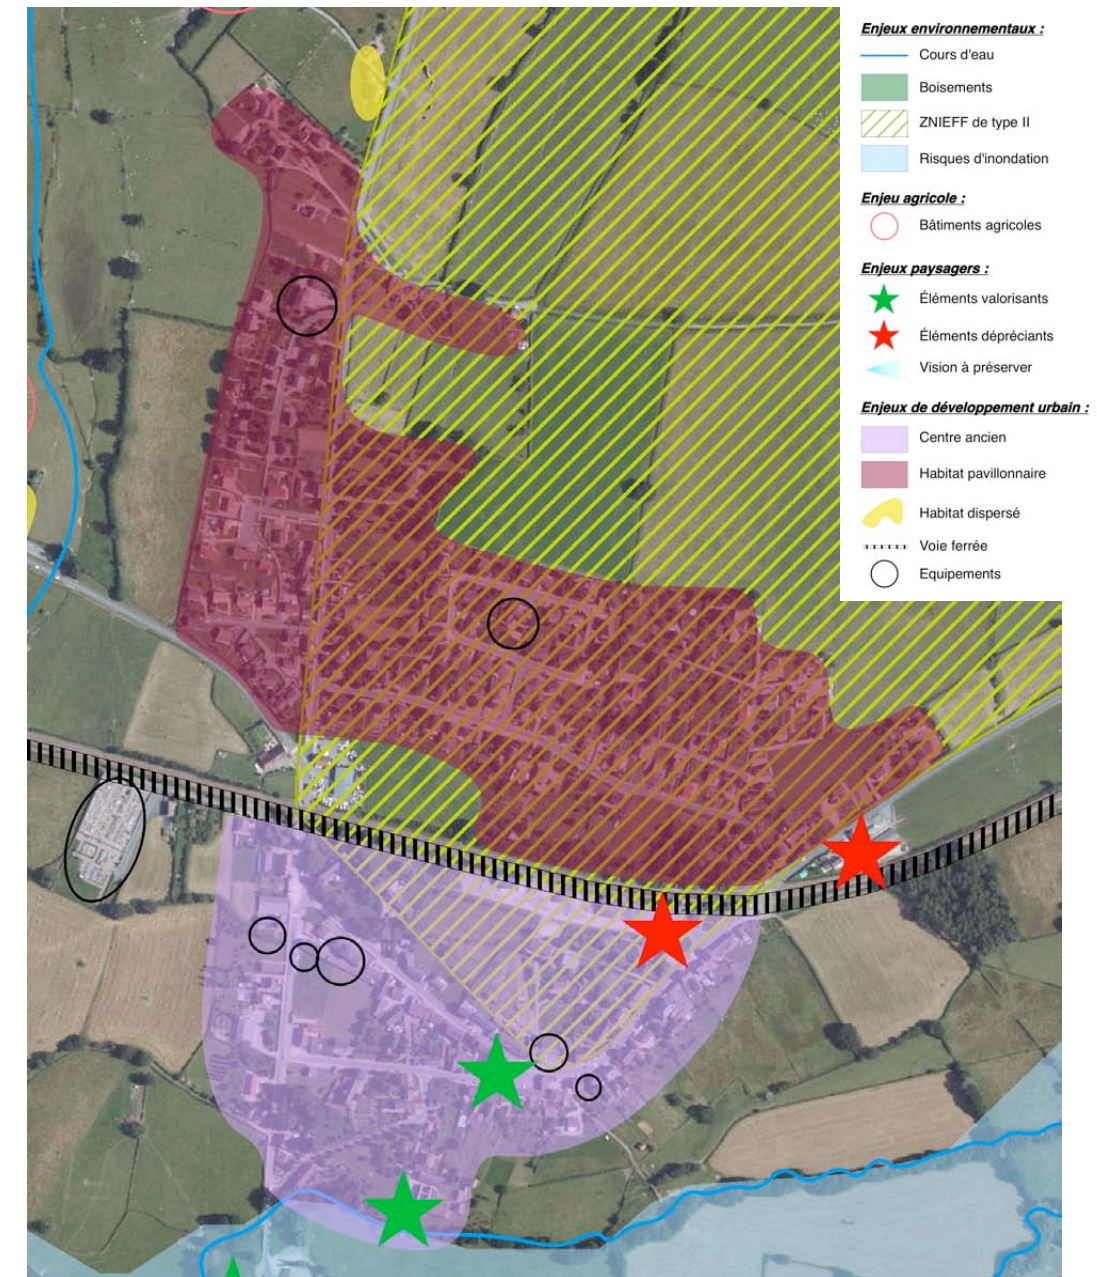 Enjeux environnementaux :
Cours d'eau
Boisements
ZNIEFF de type II
Risques d'inondation
Enjeu agricole :
Bâtiments agricoles
Enjeux paysagers :
Éléments valorisants
Éléments dépréciants
Vision à préserver
Enjeux de développement urbain :
Centre ancien
Habitat pavillonnaire
Habitat dispersé
Voie ferrée
Equipements